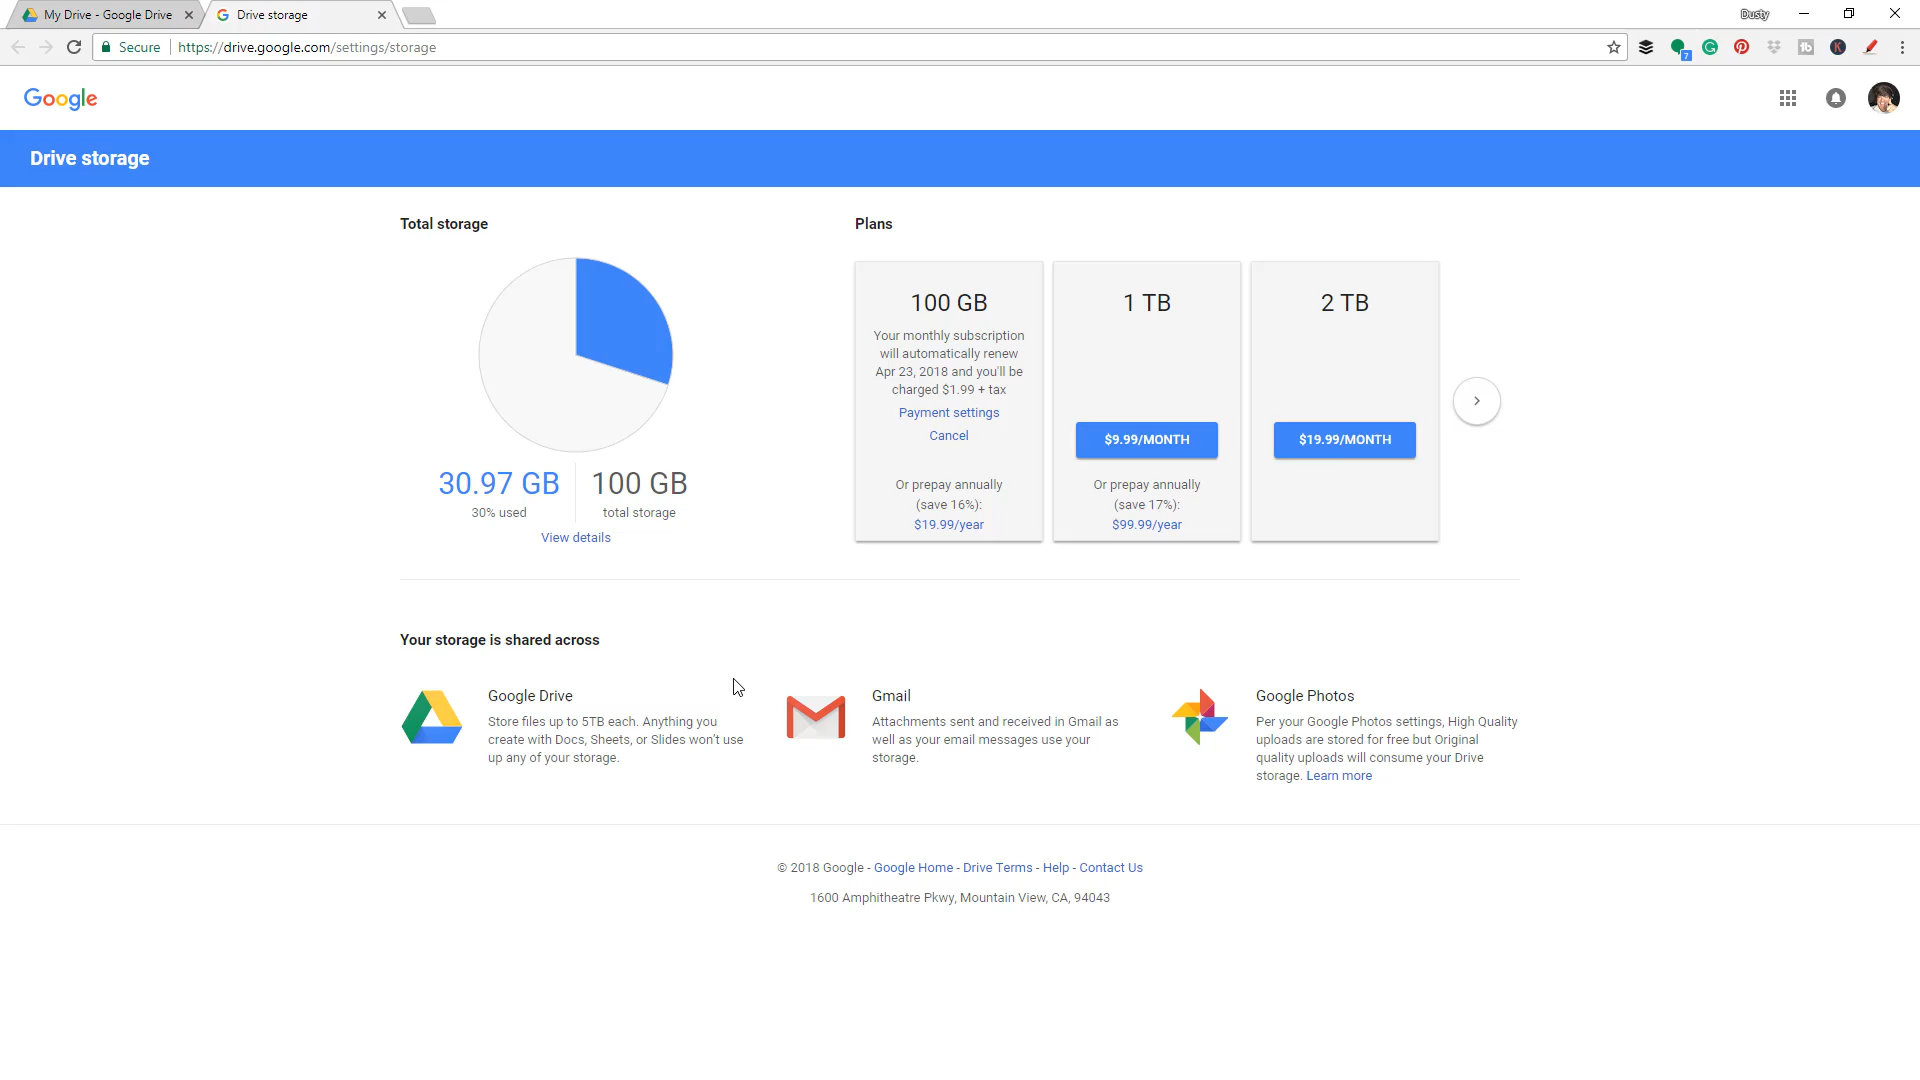 My Drive - Google Drive
Drive storage
Dusty
Secure
https://drive.google.com/settings/storage
7
Google
Drive storage
Total storage
30.97 GB
30% used
100 GB
total storage
View details
Plans
100 GB
Your monthly subscription
will automatically renew
Apr 23, 2018 and you'll be
charged $1.99 + tax
Payment settings
Cancel
Or prepay annually
(save 16%):
$19.99/year
1 TB
$9.99/MONTH
Or prepay annually
(save 17%):
$99.99/year
2 TB
$19.99/MONTH
Your storage is shared across
Google Drive
Store files up to 5TB each. Anything you
create with Docs, Sheets, or Slides won't use
up any of your storage.
Gmail
Attachments sent and received in Gmail as
well as your email messages use your
storage.
Google Photos
Per your Google Photos settings, High Quality
uploads are stored for free but Original
quality uploads will consume your Drive
storage. Learn more
© 2018 Google - Google Home - Drive Terms - Help - Contact Us
1600 Amphitheatre Pkwy, Mountain View, CA, 94043